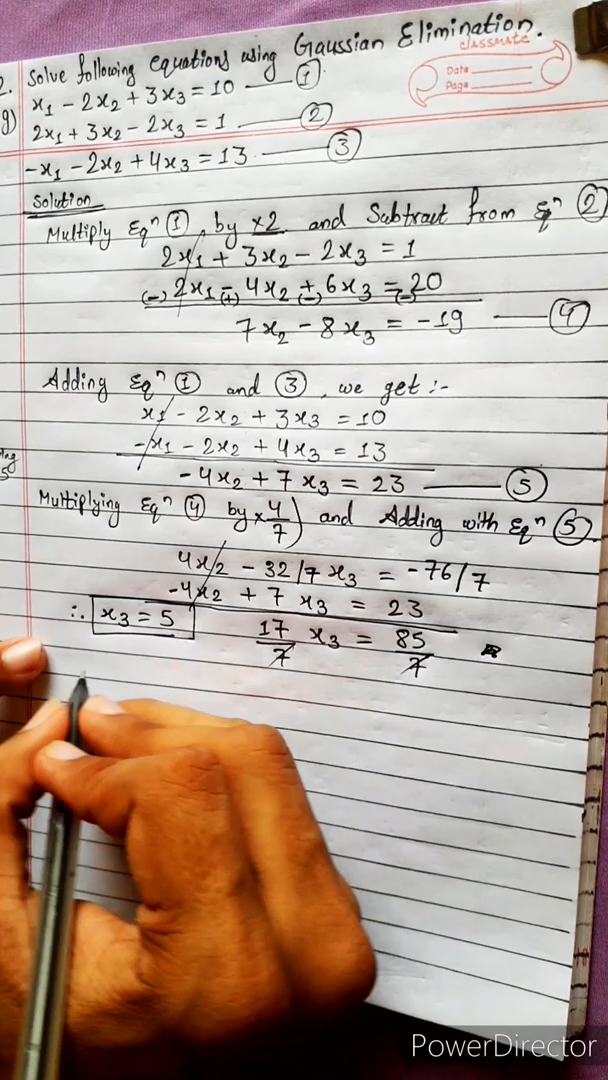 2. Solve following equations using Gaussian Elimination.
classmate
Date
Page
g) x₁ - 2x₂ + 3x₃ = 10 —— ①
2x₁ + 3x₂ - 2x₃ = 1 —— ②
-x₁ - 2x₂ + 4x₃ = 13 —— ③
Solution
Multiply Eqⁿ ①, by ×2 and Subtract from Eqⁿ ②
2x₁ + 3x₂ - 2x₃ = 1
(-) 2x₁ (+)- 4x₂ (-)+ 6x₃ (-)= 20
7x₂ - 8x₃ = -19 —— ④
Adding Eqⁿ ① and ③, we get :-
x₁ - 2x₂ + 3x₃ = 10
-x₁ - 2x₂ + 4x₃ = 13
-4x₂ + 7x₃ = 23 —— ⑤
Multiplying Eqⁿ ④ by ×4/7) and Adding with Eqⁿ ⑤
4x₂ - 32/7 x₃ = -76/7
-4x₂ + 7 x₃ = 23
∴ x₃ = 5 17/7 x₃ = 85/7
PowerDirector